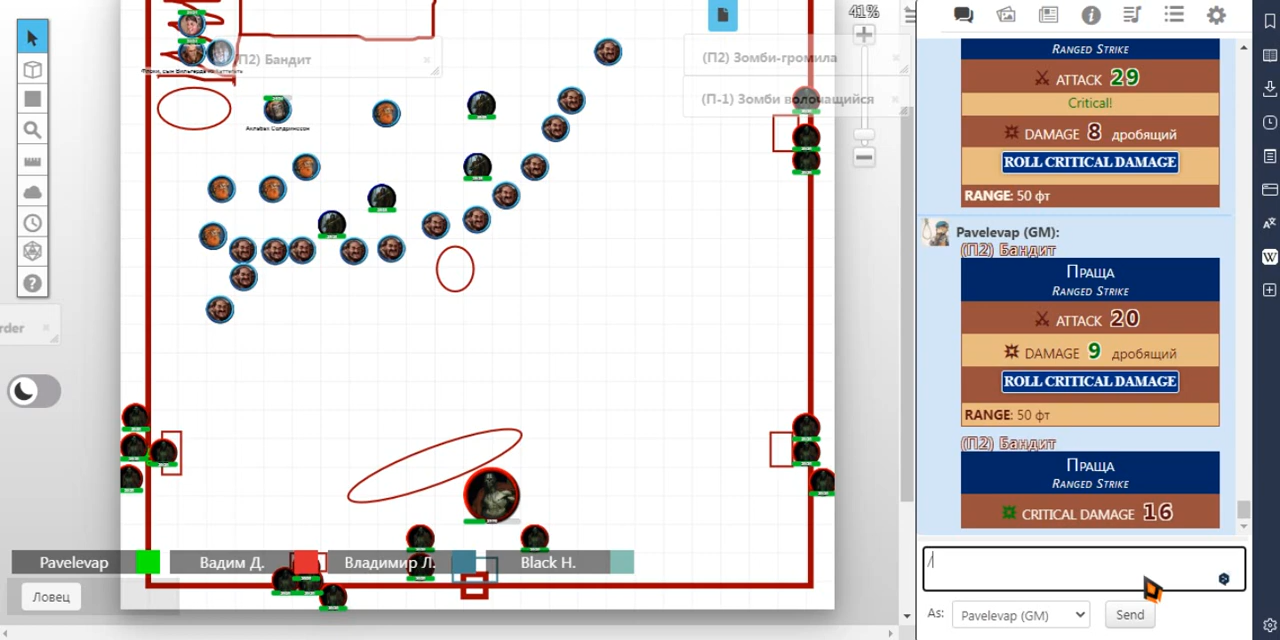 41%
(П2) Бандит
(П2) Зомби-громила
(П-1) Зомби волочащийся
rder
Pavelevap
Вадим Д.
Владимир Л.
Black H.
Ловец
Ranged Strike
ATTACK 29
Critical!
DAMAGE 8 дробящий
ROLL CRITICAL DAMAGE
RANGE: 50 фт
Pavelevap (GM):
(П2) Бандит
Праща
Ranged Strike
ATTACK 20
DAMAGE 9 дробящий
ROLL CRITICAL DAMAGE
RANGE: 50 фт
(П2) Бандит
Праща
Ranged Strike
CRITICAL DAMAGE 16
/
As:
Pavelevap (GM)
Send